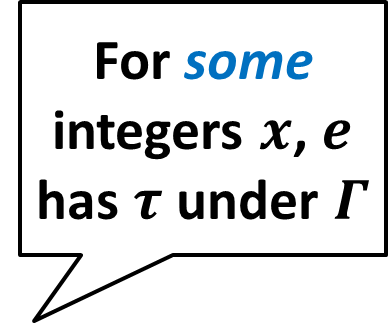 For some
integers x, e
has τ under Γ